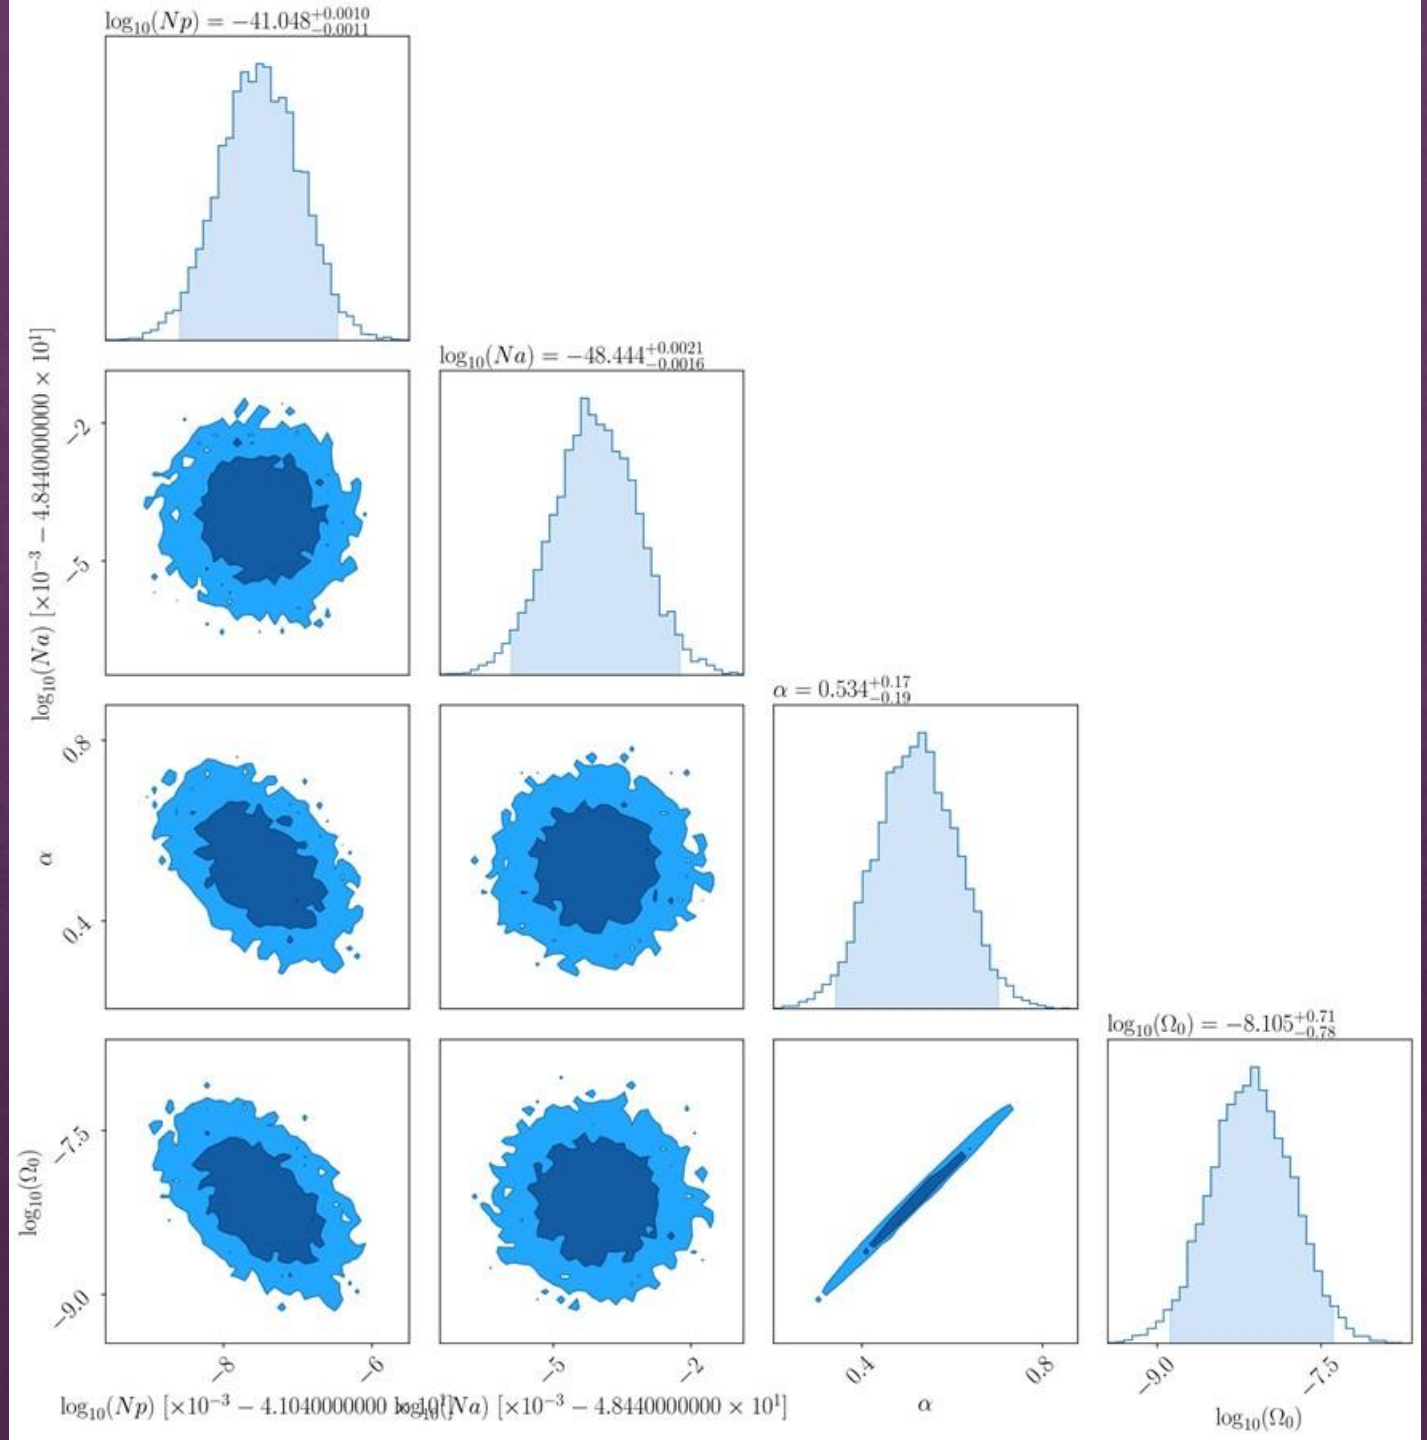 log₁₀(Np) = −41.048 +0.0010 −0.0011
log₁₀(Na) = −48.444 +0.0021 −0.0016
log₁₀(Na) [×10⁻³ − 4.8440000000 × 10¹]
−2
−5
α = 0.534 +0.17 −0.19
α
0.8
0.4
log₁₀(Ω₀) = −8.105 +0.71 −0.78
log₁₀(Ω₀)
−7.5
−9.0
−8
−6
−5
−2
0.4
0.8
−9.0
−7.5
log₁₀(Np) [×10⁻³ − 4.1040000000
log₁₀(Na) [×10⁻³ − 4.8440000000 × 10¹]
α
log₁₀(Ω₀)